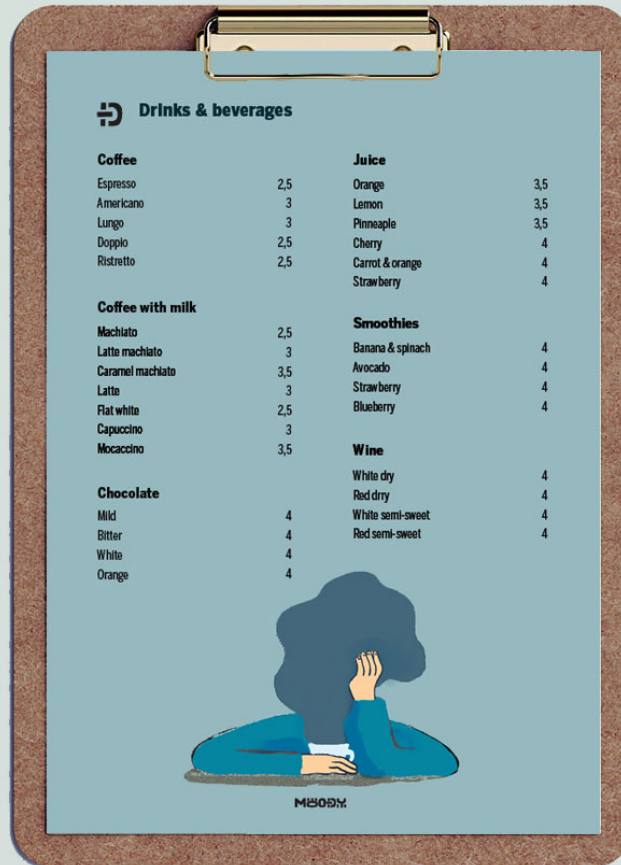 Drinks & beverages
Coffee
Espresso 2,5
Americano 3
Lungo 3
Doppio 2,5
Ristretto 2,5
Coffee with milk
Machiato 2,5
Latte machiato 3
Caramel machiato 3,5
Latte 3
Flat white 2,5
Capuccino 3
Mocaccino 3,5
Chocolate
Mild 4
Bitter 4
White 4
Orange 4
Juice
Orange 3,5
Lemon 3,5
Pinneaple 3,5
Cherry 4
Carrot & orange 4
Strawberry 4
Smoothies
Banana & spinach 4
Avocado 4
Strawberry 4
Blueberry 4
Wine
White dry 4
Red drry 4
White semi-sweet 4
Red semi-sweet 4
MOODY